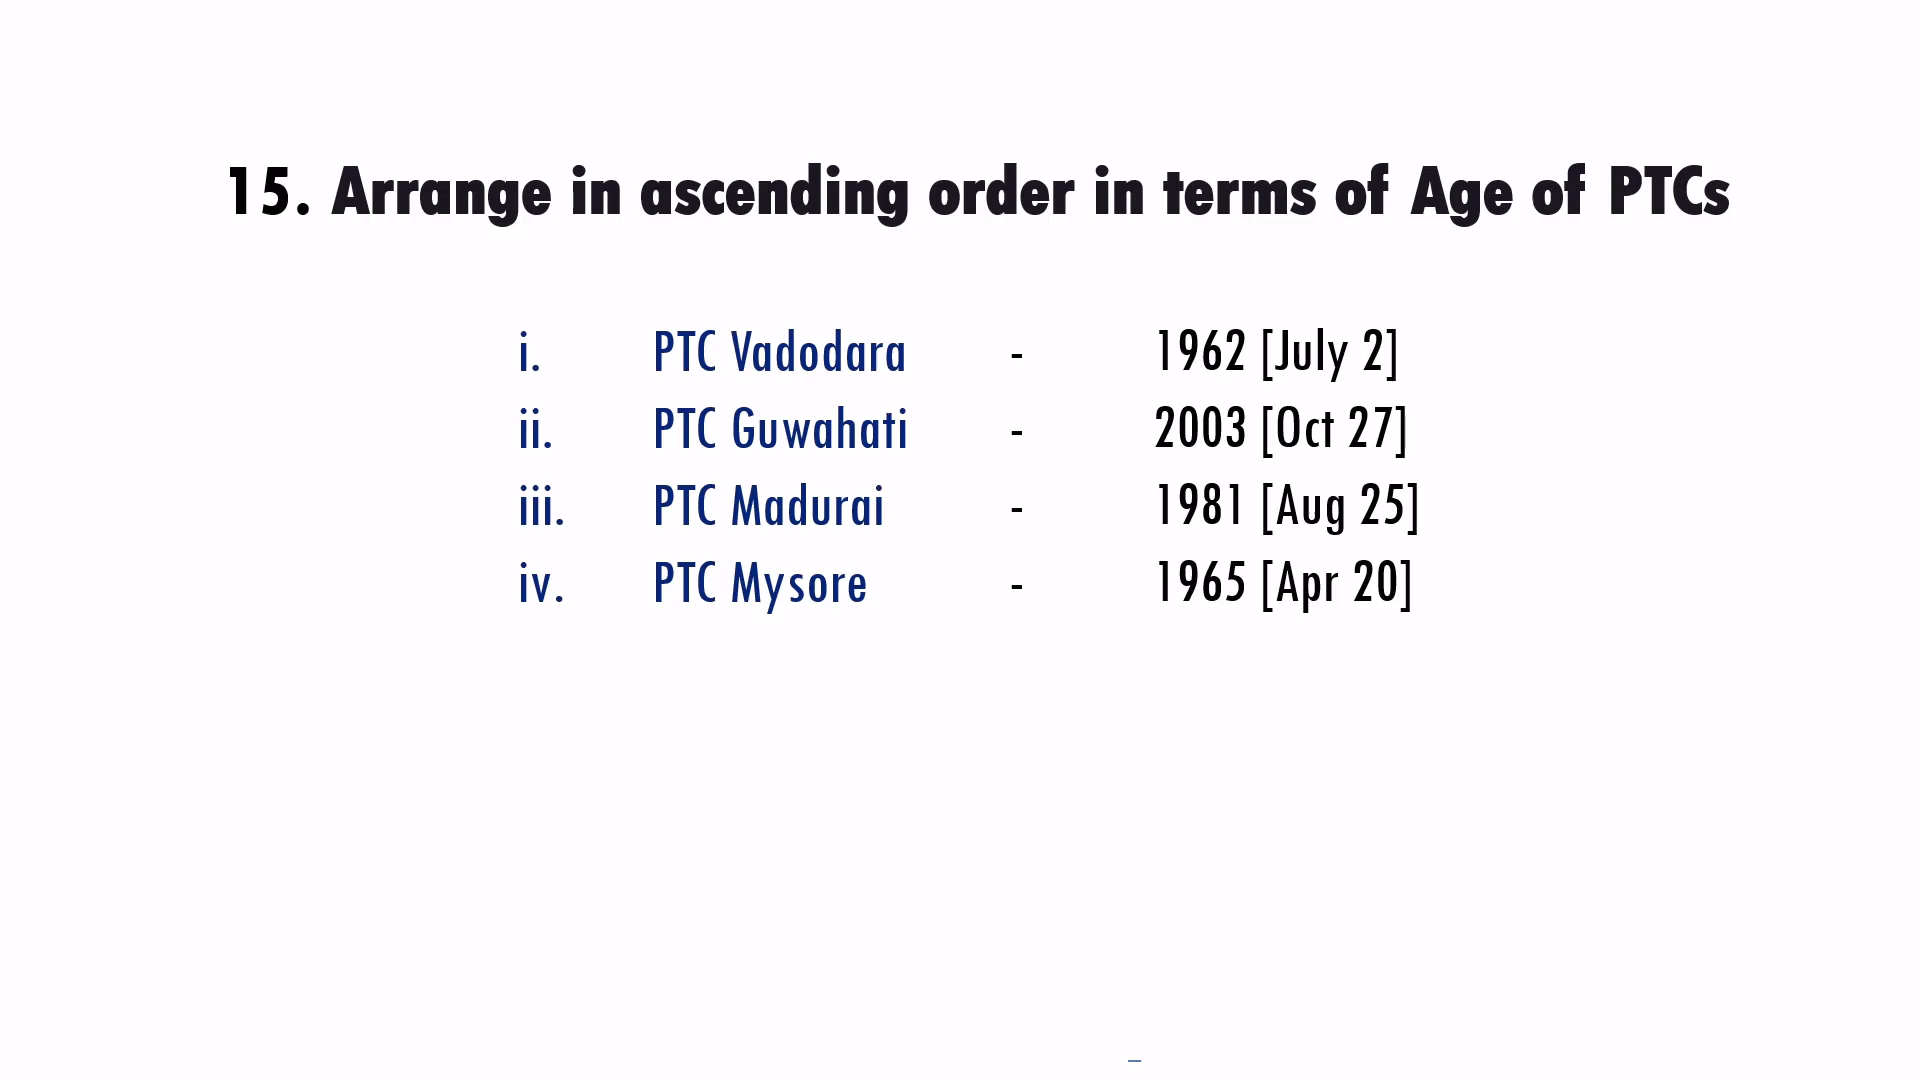 15. Arrange in ascending order in terms of Age of PTCs
i. PTC Vadodara - 1962 [July 2]
ii. PTC Guwahati - 2003 [Oct 27]
iii. PTC Madurai - 1981 [Aug 25]
iv. PTC Mysore - 1965 [Apr 20]
_